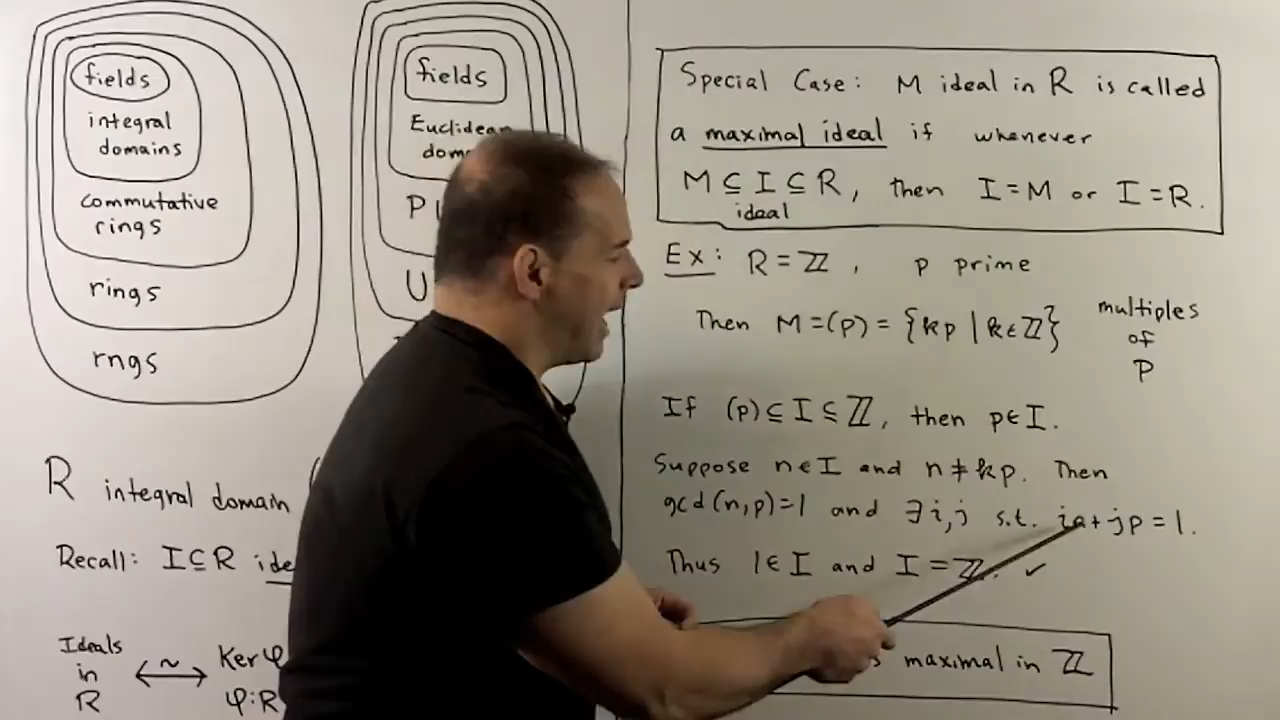 fields
integral
domains
commutative
rings
rings
rngs
fields
Euclidean
R integral domain
Recall: I⊆R
Ideals
in
R
~
↔
Ker φ
φ:R
Special Case: M ideal in R is called
a maximal ideal if whenever
M⊆I⊆R, then I=M or I=R.
ideal
Ex: R=ℤ, p prime
Then M=(p)={kp | k∈ℤ}
multiples
of
p
If (p)⊆I⊆ℤ, then p∈I.
Suppose n∈I and n≠kp. Then
gcd(n,p)=1 and ∃i,j s.t. ia+jp=1.
Thus 1∈I and I=ℤ. ✓
maximal in ℤ